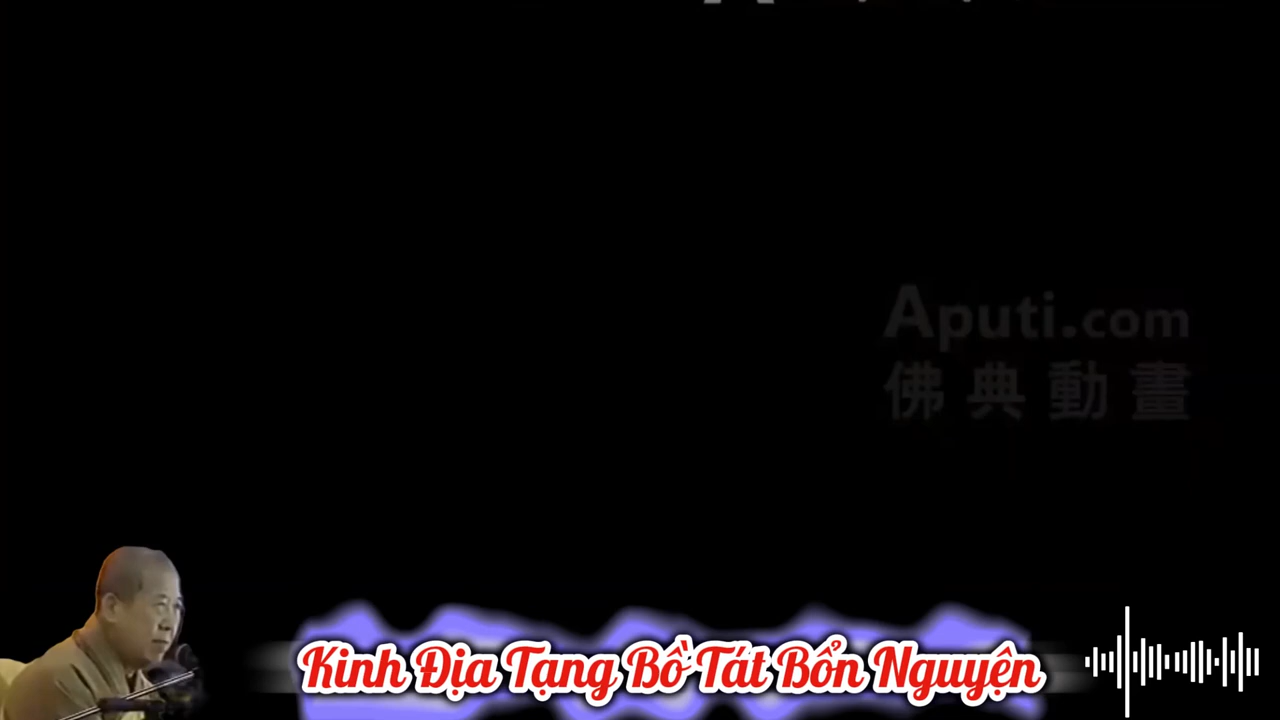 Aputi.com
佛典動畫
Kinh Địa Tạng Bồ Tát Bổn Nguyện